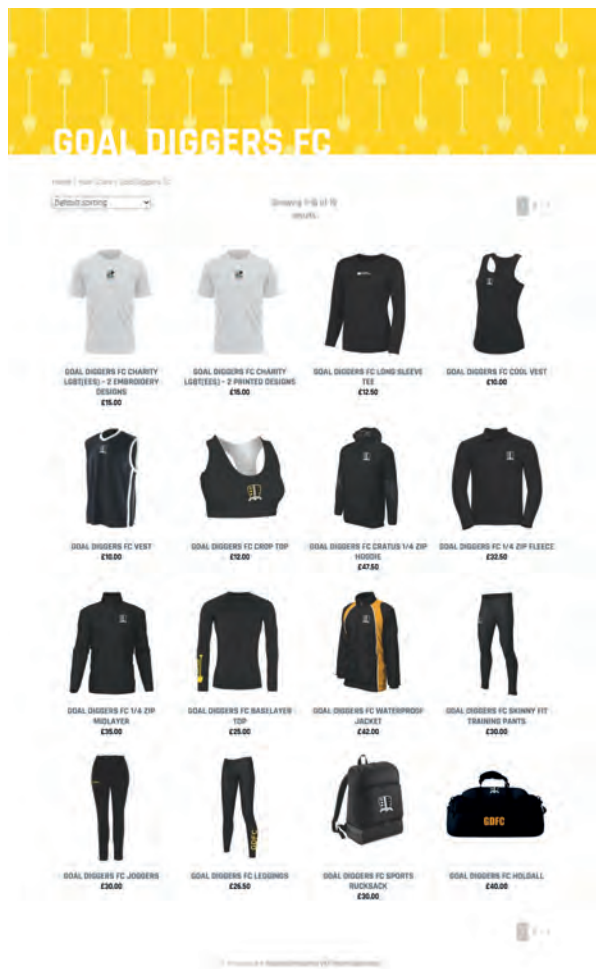 GOAL DIGGERS FC
Default sorting
GOAL DIGGERS FC CHARITY
LGBT(EES) – 2 EMBROIDERY
DESIGNS
£15.00
GOAL DIGGERS FC CHARITY
LGBT(EES) – 2 PRINTED DESIGNS
£15.00
GOAL DIGGERS FC LONG SLEEVE
TEE
£12.50
GOAL DIGGERS FC COOL VEST
£10.00
GOAL DIGGERS FC VEST
£10.00
GOAL DIGGERS FC CROP TOP
£12.00
GOAL DIGGERS FC CRATUS 1/4 ZIP
HOODIE
£47.50
GOAL DIGGERS FC 1/4 ZIP FLEECE
£32.50
GOAL DIGGERS FC 1/4 ZIP
MIDLAYER
£35.00
GOAL DIGGERS FC BASELAYER
TOP
£25.00
GOAL DIGGERS FC WATERPROOF
JACKET
£42.00
GOAL DIGGERS FC SKINNY FIT
TRAINING PANTS
£30.00
GDFC
GDFC
GOAL DIGGERS FC JOGGERS
£30.00
GOAL DIGGERS FC LEGGINGS
£26.50
GOAL DIGGERS FC SPORTS
RUCKSACK
£30.00
GOAL DIGGERS FC HOLDALL
£40.00